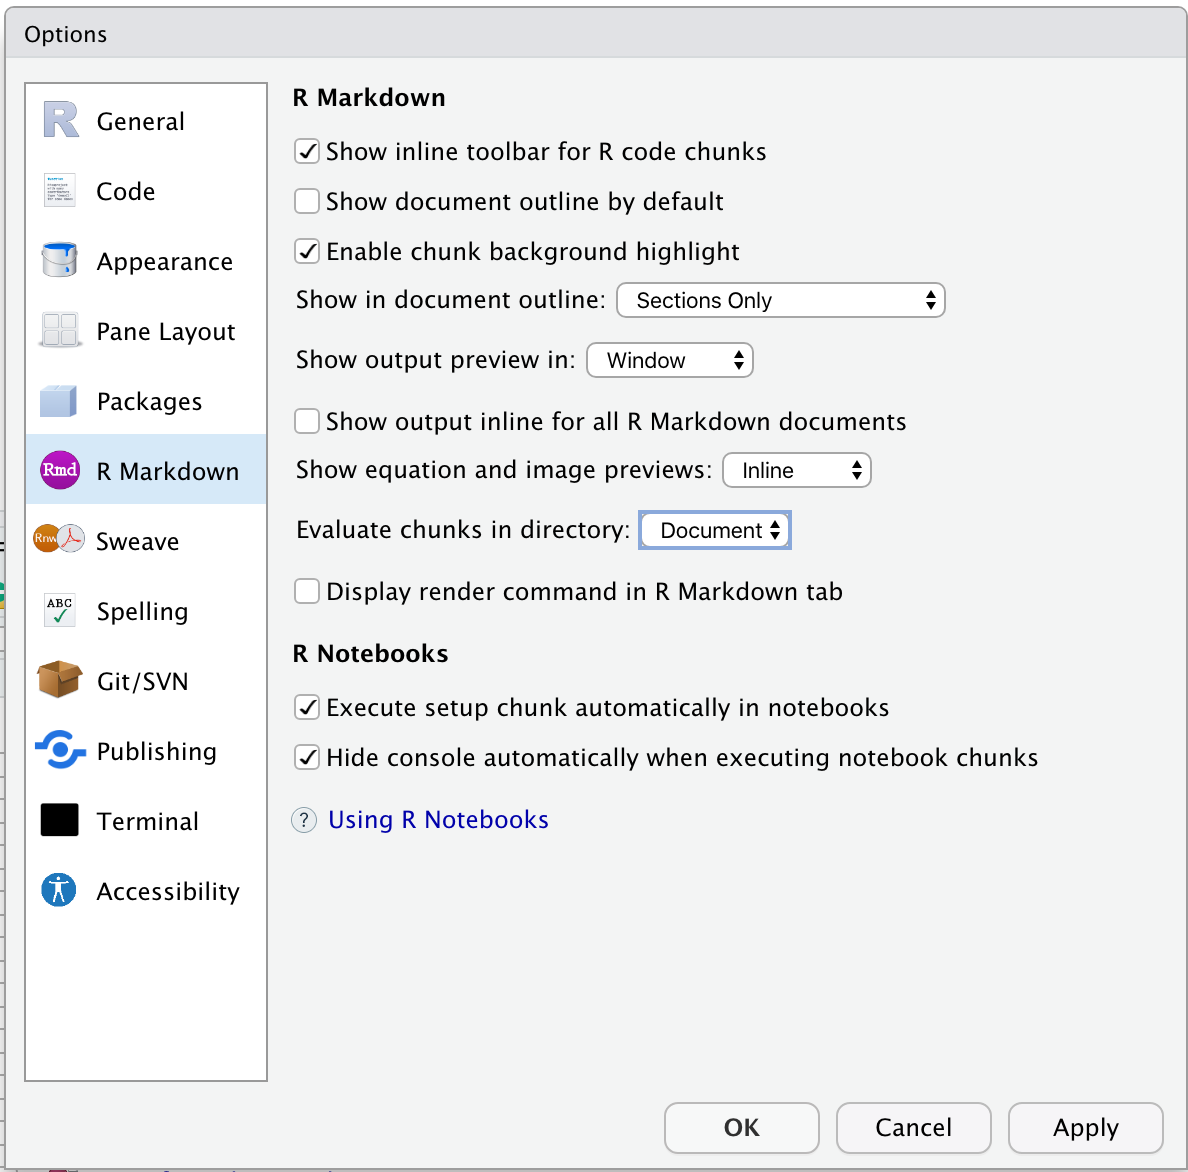 Options
General
Code
Appearance
Pane Layout
Packages
Rmd R Markdown
Rnw Sweave
ABC Spelling
Git/SVN
Publishing
Terminal
Accessibility
R Markdown
Show inline toolbar for R code chunks
Show document outline by default
Enable chunk background highlight
Show in document outline: Sections Only
Show output preview in: Window
Show output inline for all R Markdown documents
Show equation and image previews: Inline
Evaluate chunks in directory: Document
Display render command in R Markdown tab
R Notebooks
Execute setup chunk automatically in notebooks
Hide console automatically when executing notebook chunks
? Using R Notebooks
OK Cancel Apply